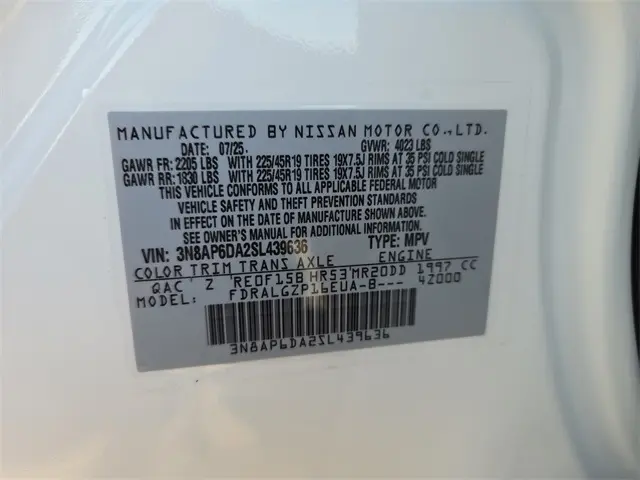 MANUFACTURED BY NISSAN MOTOR CO., LTD.
DATE: 07/25. GVWR: 4023 LBS
GAWR FR: 2205 LBS WITH 225/45R19 TIRES 19X7.5J RIMS AT 35 PSI COLD SINGLE
GAWR RR: 1830 LBS WITH 225/45R19 TIRES 19X7.5J RIMS AT 35 PSI COLD SINGLE
THIS VEHICLE CONFORMS TO ALL APPLICABLE FEDERAL MOTOR
VEHICLE SAFETY AND THEFT PREVENTION STANDARDS
IN EFFECT ON THE DATE OF MANUFACTURE SHOWN ABOVE.
SEE OWNER'S MANUAL FOR ADDITIONAL INFORMATION.
VIN: 3N8AP6DA2SL439636 TYPE: MPV
COLOR TRIM TRANS AXLE ENGINE
QAC Z RE0F15B HR53 MR20DD 1997 CC
MODEL: FDRALGZP16EUA-B--- 4Z000
3N8AP6DA2SL439636